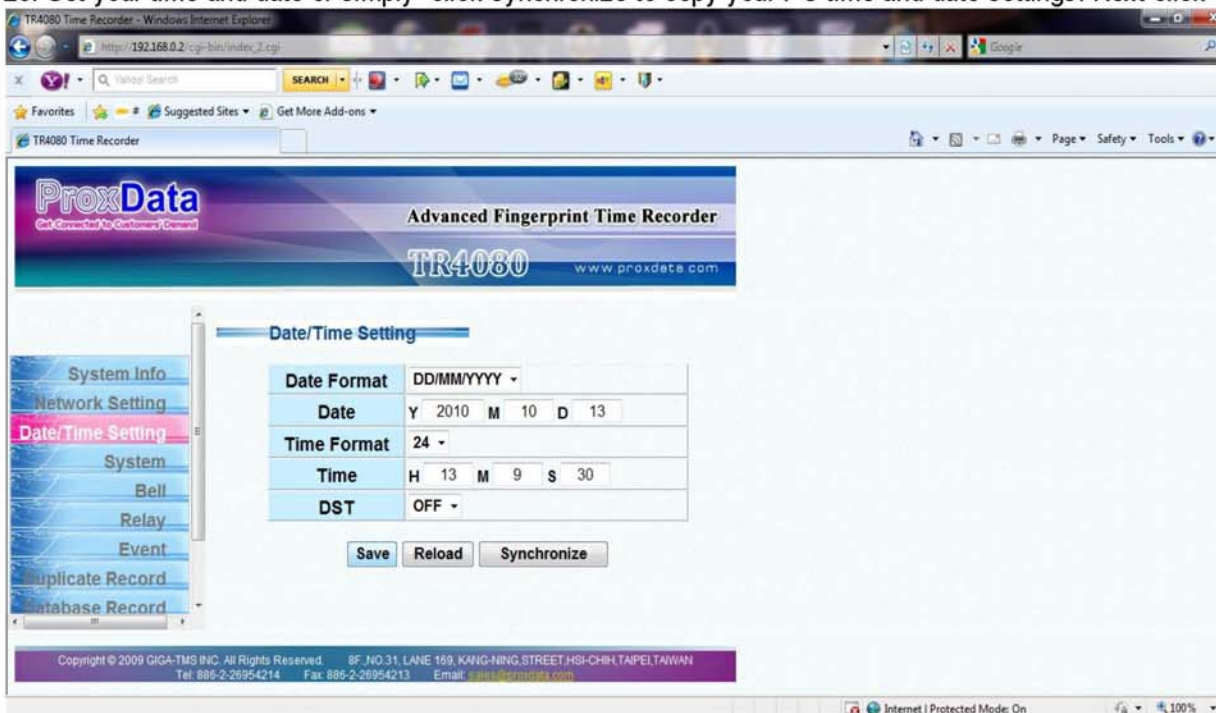 TR4080 Time Recorder - Windows Internet Explorer
http://192.168.0.2/cgi-bin/index_2.cgi
Google
Yahoo! Search
SEARCH
Favorites
Suggested Sites
Get More Add-ons
TR4080 Time Recorder
Page Safety Tools
ProxData
Get Connected to Customers' Demand
Advanced Fingerprint Time Recorder
TR4080
www.proxdata.com
Date/Time Setting
System Info
Network Setting
Date/Time Setting
System
Bell
Relay
Event
Duplicate Record
Database Record
Date Format DD/MM/YYYY
Date Y 2010 M 10 D 13
Time Format 24
Time H 13 M 9 S 30
DST OFF
Save Reload Synchronize
Copyright © 2009 GIGA-TMS INC. All Rights Reserved. 8F.,NO.31, LANE 169, KANG-NING,STREET,HSI-CHIH,TAIPEI,TAIWAN
Tel: 886-2-26954214 Fax: 886-2-26954213 Email: sales@proxdata.com
Internet | Protected Mode: On
100%